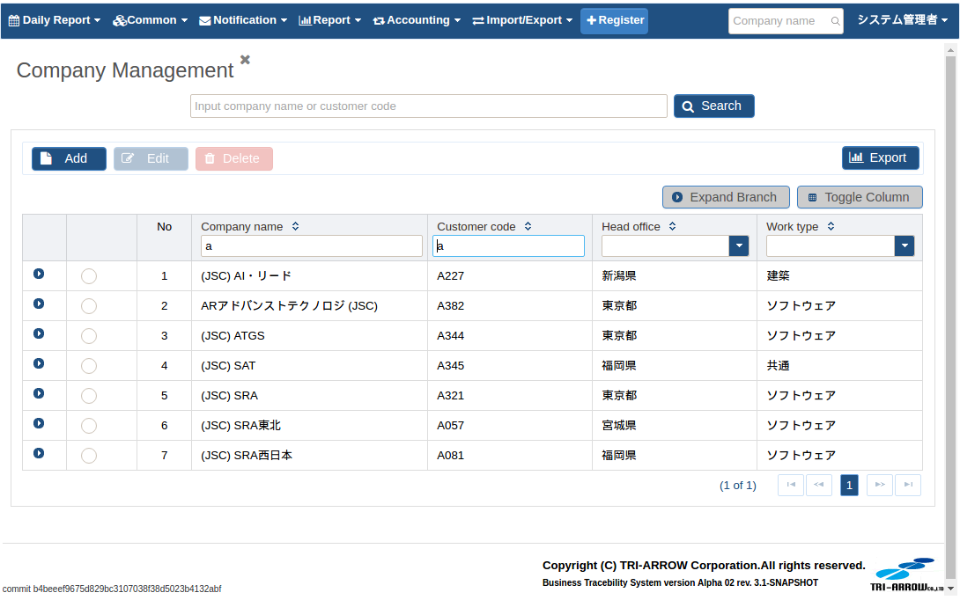 Daily Report Common Notification Report Accounting Import/Export Register Company name システム管理者
Company Management
Input company name or customer code Search
Add Edit Delete Export
Expand Branch Toggle Column
No Company name Customer code Head office Work type
a a
1 (JSC) AI・リード A227 新潟県 建築
2 ARアドバンストテクノロジ (JSC) A382 東京都 ソフトウェア
3 (JSC) ATGS A344 東京都 ソフトウェア
4 (JSC) SAT A345 福岡県 共通
5 (JSC) SRA A321 東京都 ソフトウェア
6 (JSC) SRA東北 A057 宮城県 ソフトウェア
7 (JSC) SRA西日本 A081 福岡県 ソフトウェア
(1 of 1) 1
Copyright (C) TRI-ARROW Corporation.All rights reserved.
Business Tracebility System version Alpha 02 rev. 3.1-SNAPSHOT
TRI-ARROW
commit b4beeef9675d829bc3107038f38d5023b4132abf